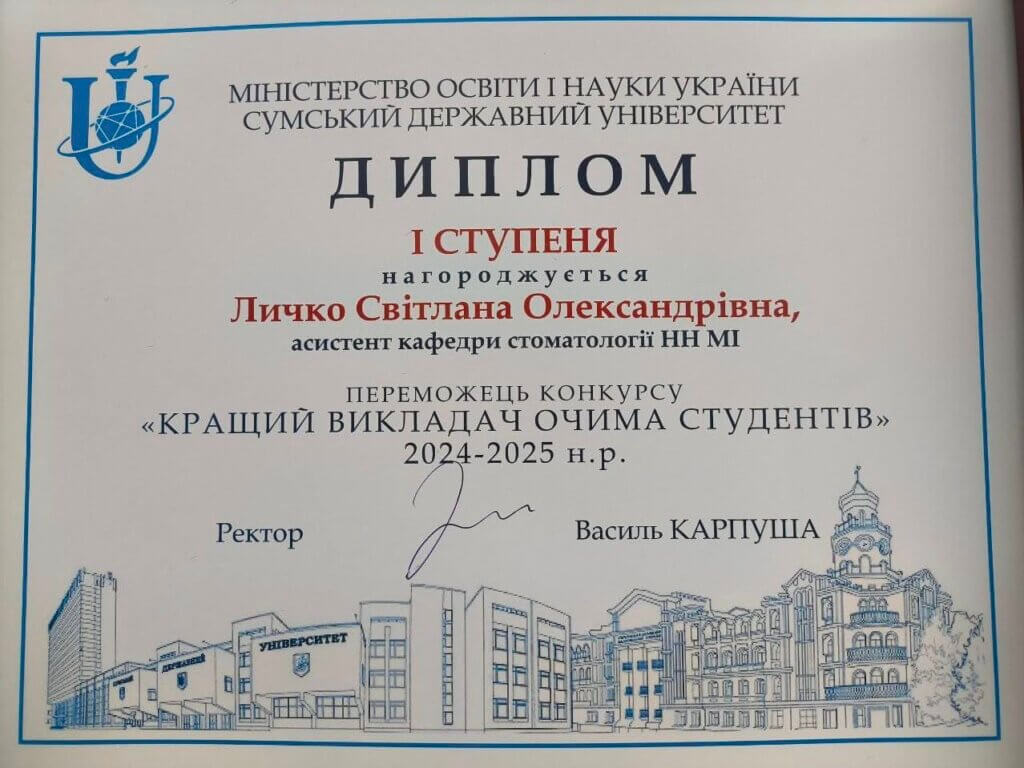 МІНІСТЕРСТВО ОСВІТИ І НАУКИ УКРАЇНИ
СУМСЬКИЙ ДЕРЖАВНИЙ УНІВЕРСИТЕТ
ДИПЛОМ
І СТУПЕНЯ
нагороджується
Личко Світлана Олександрівна,
асистент кафедри стоматології НН МІ
ПЕРЕМОЖЕЦЬ КОНКУРСУ
«КРАЩИЙ ВИКЛАДАЧ ОЧИМА СТУДЕНТІВ»
2024-2025 н.р.
Ректор Василь КАРПУША
ДЕРЖАВНИЙ
УНІВЕРСИТЕТ